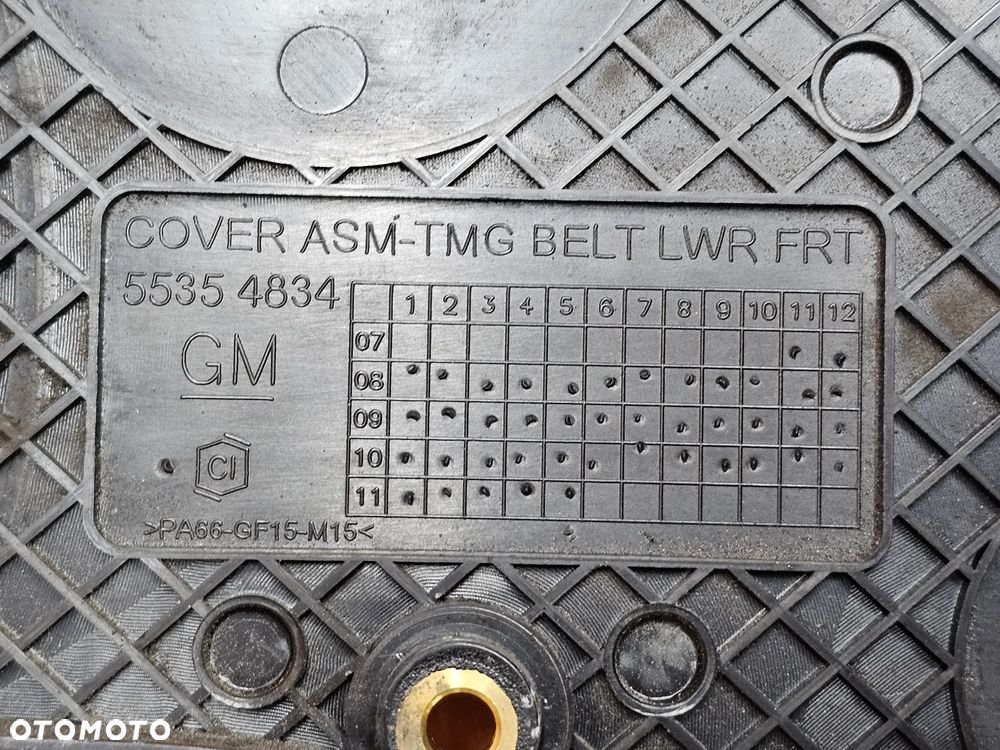 COVER ASM-TMG BELT LWR FRT
5535 4834
1 2 3 4 5 6 7 8 9 10 11 12
07
08
09
10
11
GM
CI
>PA66-GF15-M15<
OTOMOTO